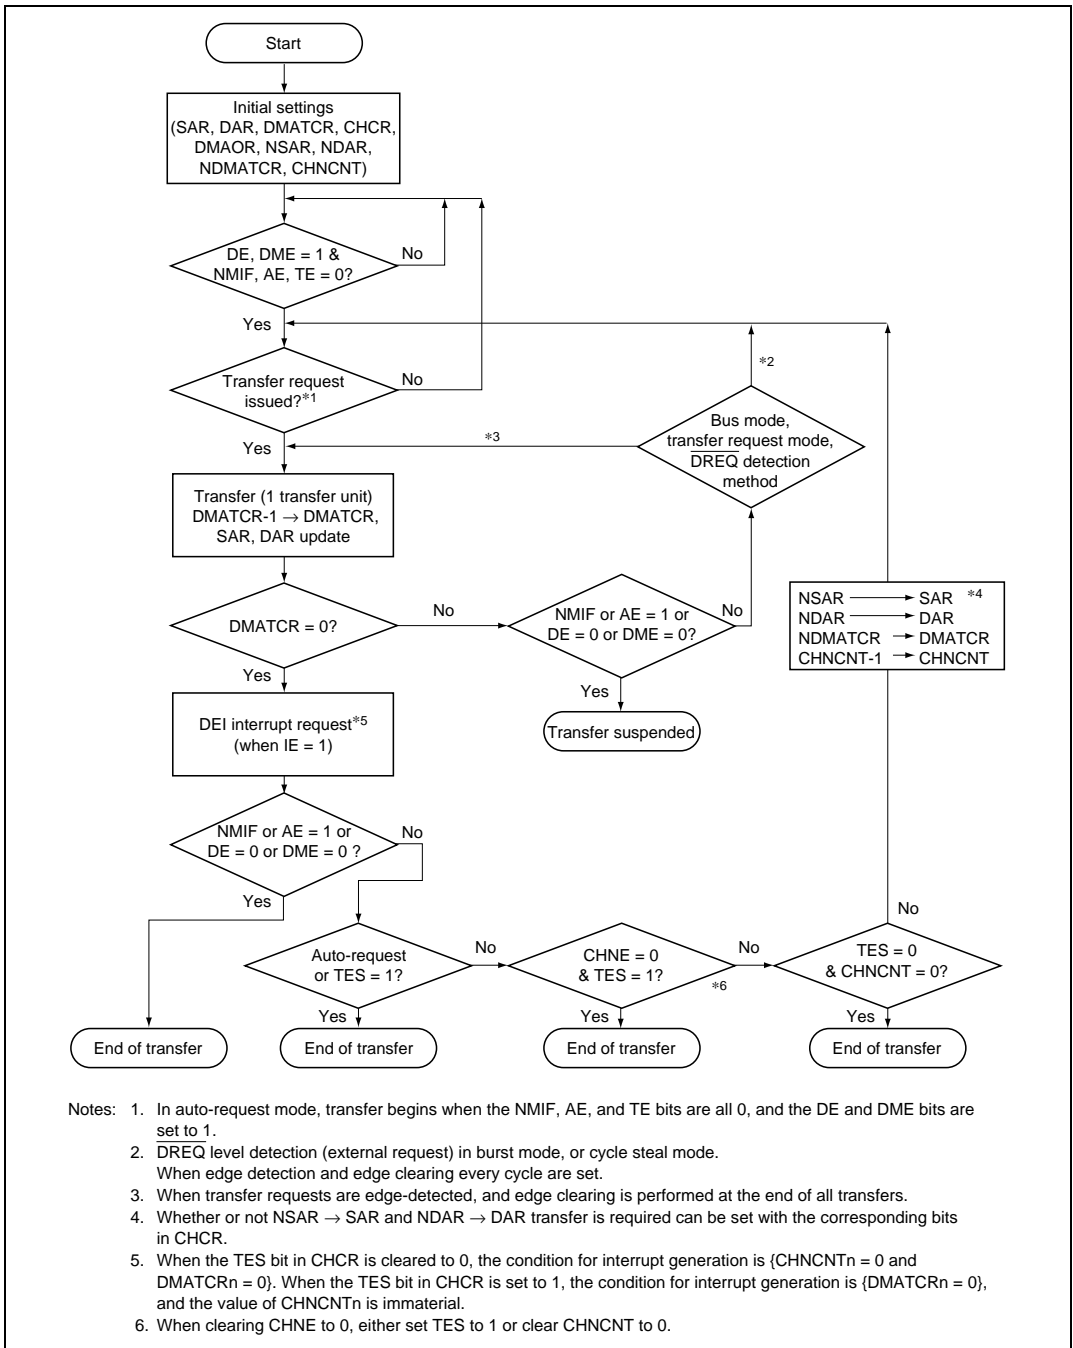 Start
Initial settings
(SAR, DAR, DMATCR, CHCR,
DMAOR, NSAR, NDAR,
NDMATCR, CHNCNT)
DE, DME = 1 &
NMIF, AE, TE = 0?
No
Yes
Transfer request
issued?*1
No
*2
Bus mode,
transfer request mode,
DREQ detection
method
*3
Yes
Transfer (1 transfer unit)
DMATCR-1 → DMATCR,
SAR, DAR update
DMATCR = 0?
No
NMIF or AE = 1 or
DE = 0 or DME = 0?
No
Yes
Transfer suspended
NSAR → SAR *4
NDAR → DAR
NDMATCR → DMATCR
CHNCNT-1 → CHNCNT
Yes
DEI interrupt request*5
(when IE = 1)
NMIF or AE = 1 or
DE = 0 or DME = 0 ?
No
Yes
Auto-request
or TES = 1?
No
CHNE = 0
& TES = 1?
*6
No
TES = 0
& CHNCNT = 0?
No
Yes
Yes
Yes
End of transfer
End of transfer
End of transfer
End of transfer
Notes: 1. In auto-request mode, transfer begins when the NMIF, AE, and TE bits are all 0, and the DE and DME bits are
set to 1.
2. DREQ level detection (external request) in burst mode, or cycle steal mode.
When edge detection and edge clearing every cycle are set.
3. When transfer requests are edge-detected, and edge clearing is performed at the end of all transfers.
4. Whether or not NSAR → SAR and NDAR → DAR transfer is required can be set with the corresponding bits
in CHCR.
5. When the TES bit in CHCR is cleared to 0, the condition for interrupt generation is {CHNCNTn = 0 and
DMATCRn = 0}. When the TES bit in CHCR is set to 1, the condition for interrupt generation is {DMATCRn = 0},
and the value of CHNCNTn is immaterial.
6. When clearing CHNE to 0, either set TES to 1 or clear CHNCNT to 0.